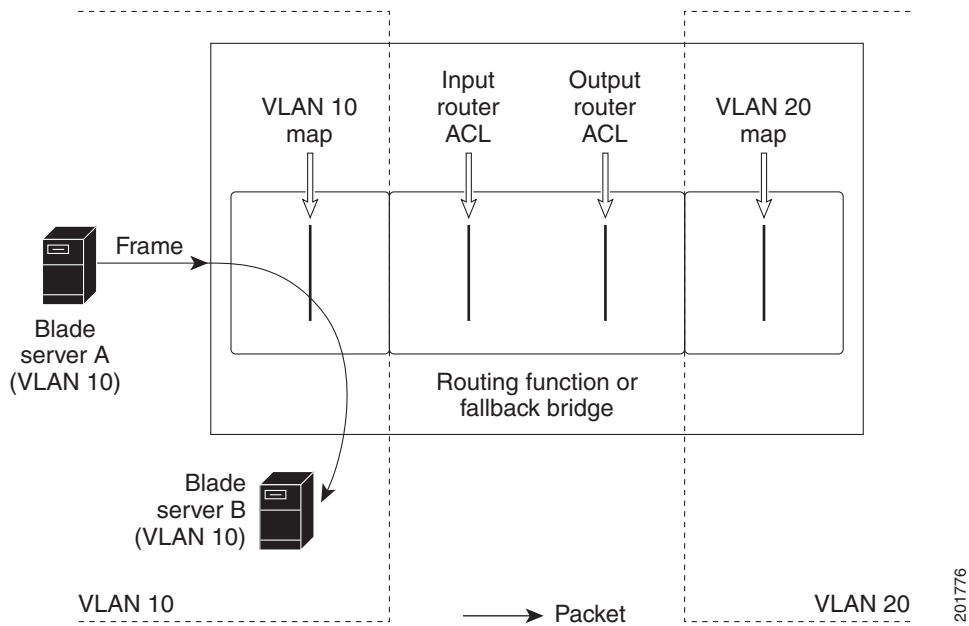 VLAN 10
map
Input
router
ACL
Output
router
ACL
VLAN 20
map
Frame
Blade
server A
(VLAN 10)
Routing function or
fallback bridge
Blade
server B
(VLAN 10)
VLAN 10
Packet
VLAN 20
201776